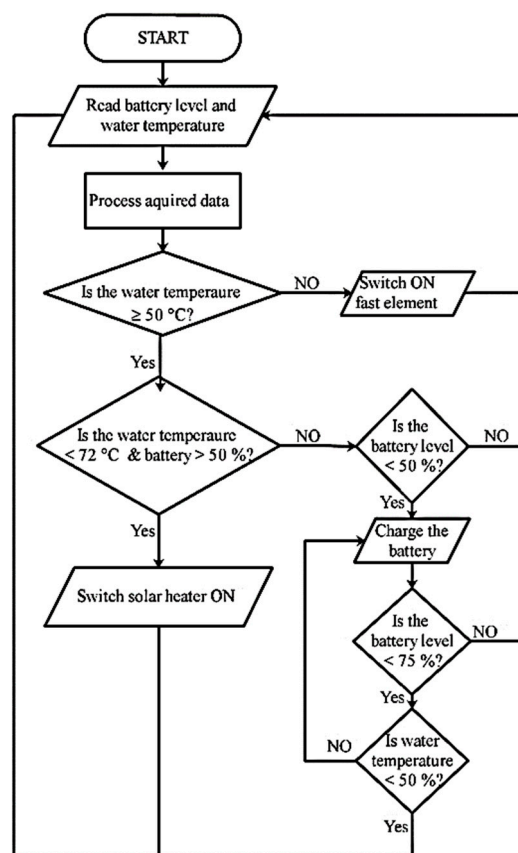 START
Read battery level and
water temperature
Process aquired data
Is the water temperaure
≥ 50 °C?
NO
Switch ON
fast element
Yes
Is the water temperaure
< 72 °C & battery > 50 %?
NO
Is the
battery level
< 50 %?
NO
Yes
Yes
Charge the
battery
Switch solar heater ON
Is the
battery level
< 75 %?
NO
Yes
NO
Is water
temperature
< 50 %?
Yes